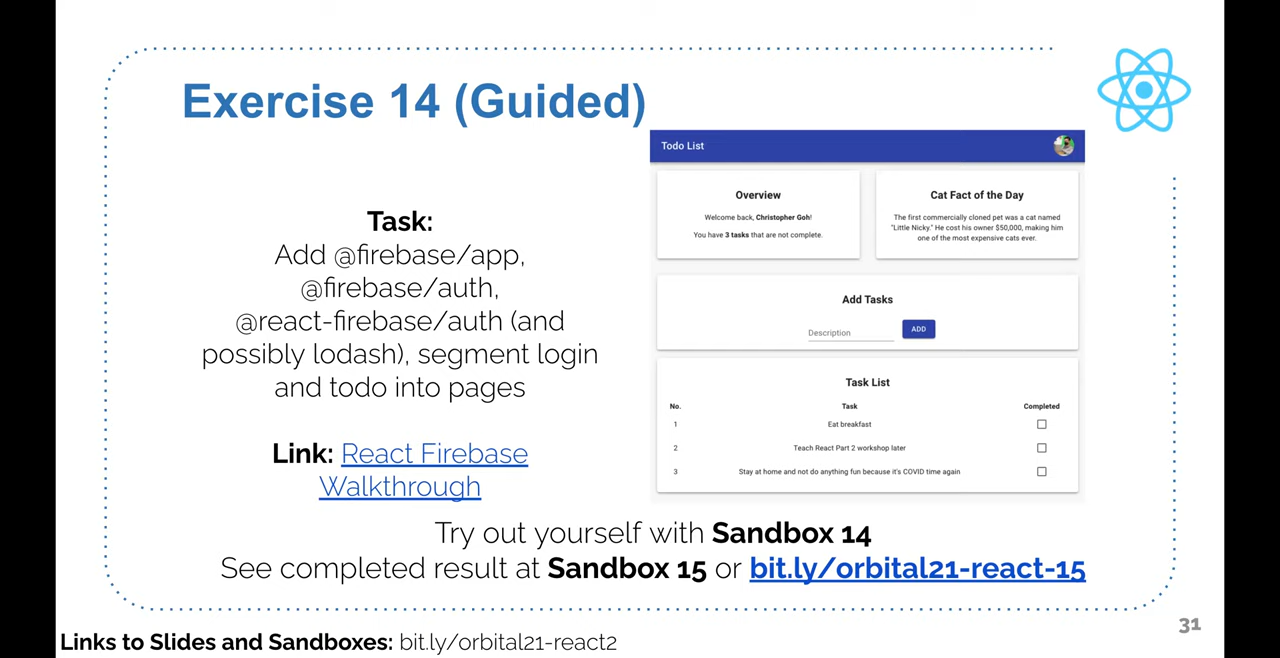 Exercise 14 (Guided)
Task:
Add @firebase/app,
@firebase/auth,
@react-firebase/auth (and
possibly lodash), segment login
and todo into pages
Link: React Firebase
Walkthrough
Todo List
Overview
Welcome back, Christopher Goh!
You have 3 tasks that are not complete.
Cat Fact of the Day
The first commercially cloned pet was a cat named
"Little Nicky." He cost his owner $50,000, making him
one of the most expensive cats ever.
Add Tasks
Description
ADD
Task List
No. Task Completed
1 Eat breakfast
2 Teach React Part 2 workshop later
3 Stay at home and not do anything fun because it's COVID time again
Try out yourself with Sandbox 14
See completed result at Sandbox 15 or bit.ly/orbital21-react-15
31
Links to Slides and Sandboxes: bit.ly/orbital21-react2